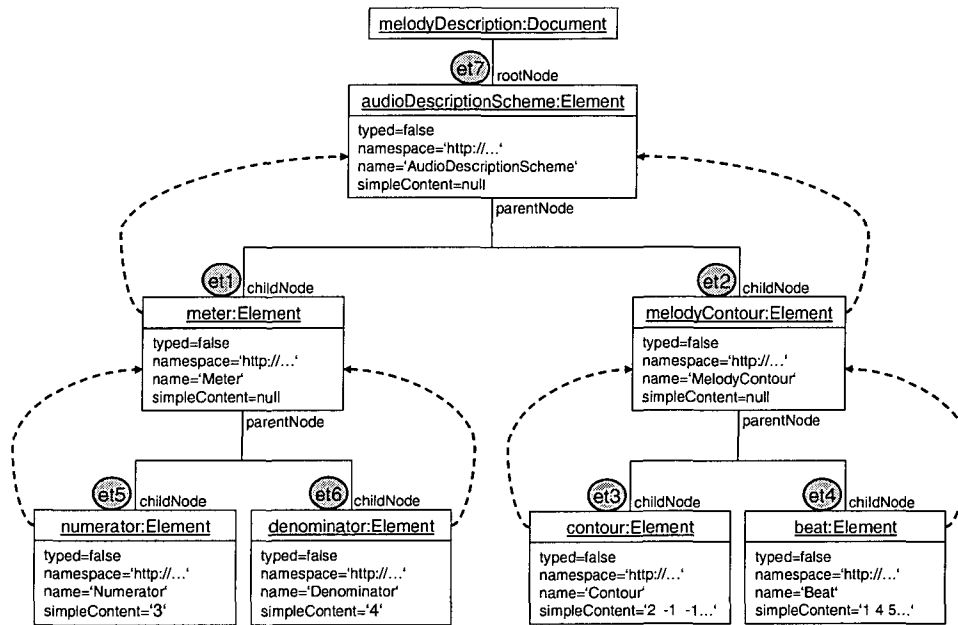 melodyDescription:Document
et7
rootNode
audioDescriptionScheme:Element
typed=false
namespace=‘http://...‘
name=‘AudioDescriptionScheme‘
simpleContent=null
parentNode
et1
childNode
et2
childNode
meter:Element
typed=false
namespace=‘http://...‘
name=‘Meter‘
simpleContent=null
parentNode
melodyContour:Element
typed=false
namespace=‘http://...‘
name=‘MelodyContour‘
simpleContent=null
parentNode
et5
childNode
et6
childNode
et3
childNode
et4
childNode
numerator:Element
typed=false
namespace=‘http://...‘
name=‘Numerator‘
simpleContent=‘3‘
denominator:Element
typed=false
namespace=‘http://...‘
name=‘Denominator‘
simpleContent=‘4‘
contour:Element
typed=false
namespace=‘http://...‘
name=‘Contour‘
simpleContent=‘2 -1 -1...‘
beat:Element
typed=false
namespace=‘http://...‘
name=‘Beat‘
simpleContent=‘1 4 5...‘